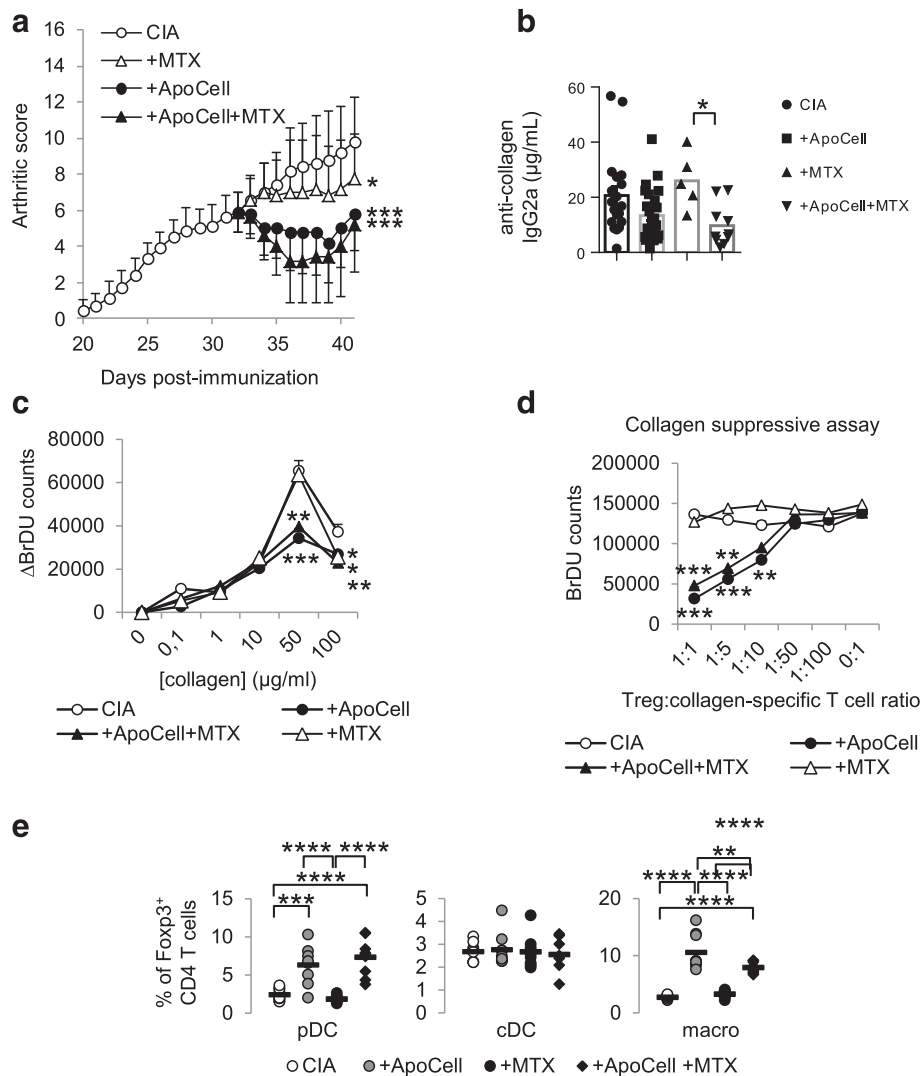 a
16
14
12
10
8
6
4
2
0
Arthritic score
CIA
+MTX
+ApoCell
+ApoCell+MTX
*
***
***
20 25 30 35 40
Days post-immunization
b
60
40
20
0
anti-collagen
IgG2a (µg/mL)
*
CIA
+ApoCell
+MTX
+ApoCell+MTX
c
80000
60000
40000
20000
0
ΔBrDU counts
**
***
*
*
**
0 0,1 1 10 50 100
[collagen] (µg/ml)
CIA +ApoCell
+ApoCell+MTX +MTX
d
Collagen suppressive assay
200000
150000
100000
50000
0
BrDU counts
*** ** **
*** ***
1:1 1:5 1:10 1:50 1:100 0:1
Treg:collagen-specific T cell ratio
CIA +ApoCell
+ApoCell+MTX +MTX
e
% of Foxp3⁺
CD4 T cells
15
10
5
0
**** ****
****
***
pDC
5
4
3
2
1
0
cDC
20
10
0
****
**
**** ****
****
macro
CIA +ApoCell +MTX +ApoCell +MTX